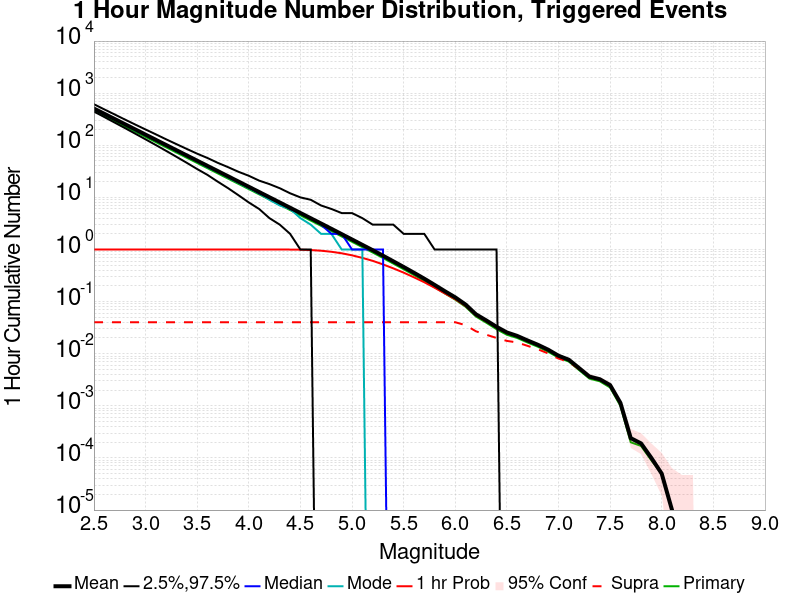 1 Hour Magnitude Number Distribution, Triggered Events
1 Hour Cumulative Number
10^4
10^3
10^2
10^1
10^0
10^-1
10^-2
10^-3
10^-4
10^-5
2.5 3.0 3.5 4.0 4.5 5.0 5.5 6.0 6.5 7.0 7.5 8.0 8.5 9.0
Magnitude
Mean 2.5%,97.5% Median Mode 1 hr Prob 95% Conf Supra Primary